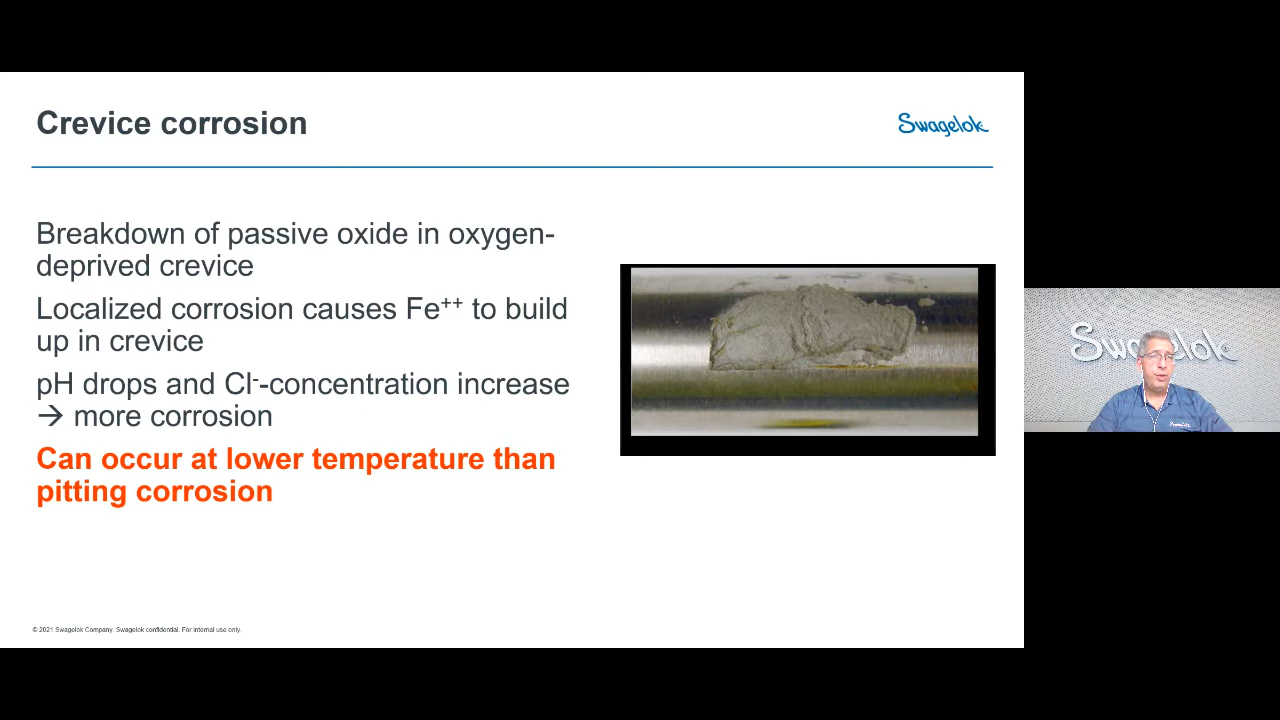 Crevice corrosion
Swagelok
Breakdown of passive oxide in oxygen-
deprived crevice
Localized corrosion causes Fe⁺⁺ to build
up in crevice
pH drops and Cl⁻-concentration increase
→ more corrosion
Can occur at lower temperature than
pitting corrosion
Swagelok
© 2021 Swagelok Company. Swagelok confidential. For internal use only.